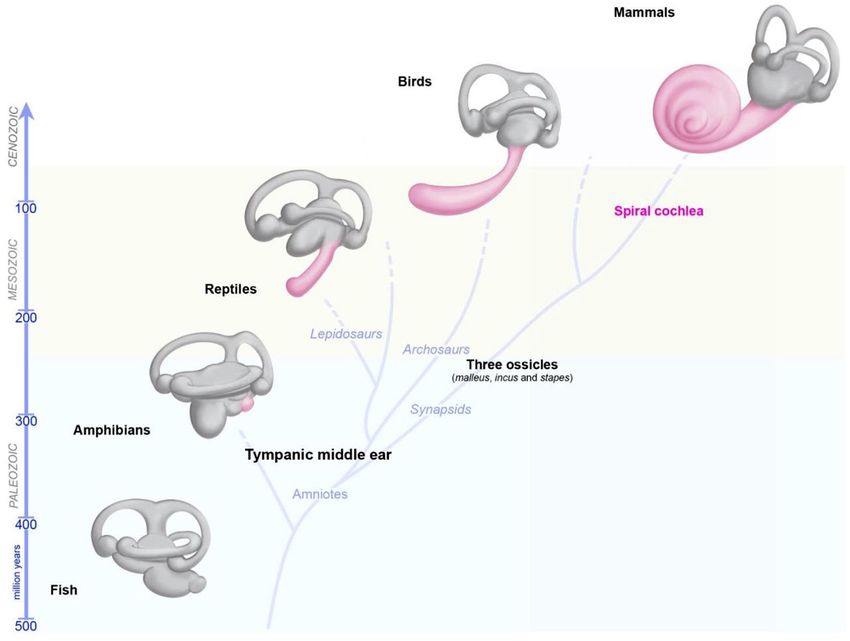 Mammals
Birds
CENOZOIC
100
Spiral cochlea
MESOZOIC
Reptiles
200
Lepidosaurs
Archosaurs
Three ossicles
(malleus, incus and stapes)
Synapsids
300
Amphibians
Tympanic middle ear
PALEOZOIC
Amniotes
400
million years
Fish
500